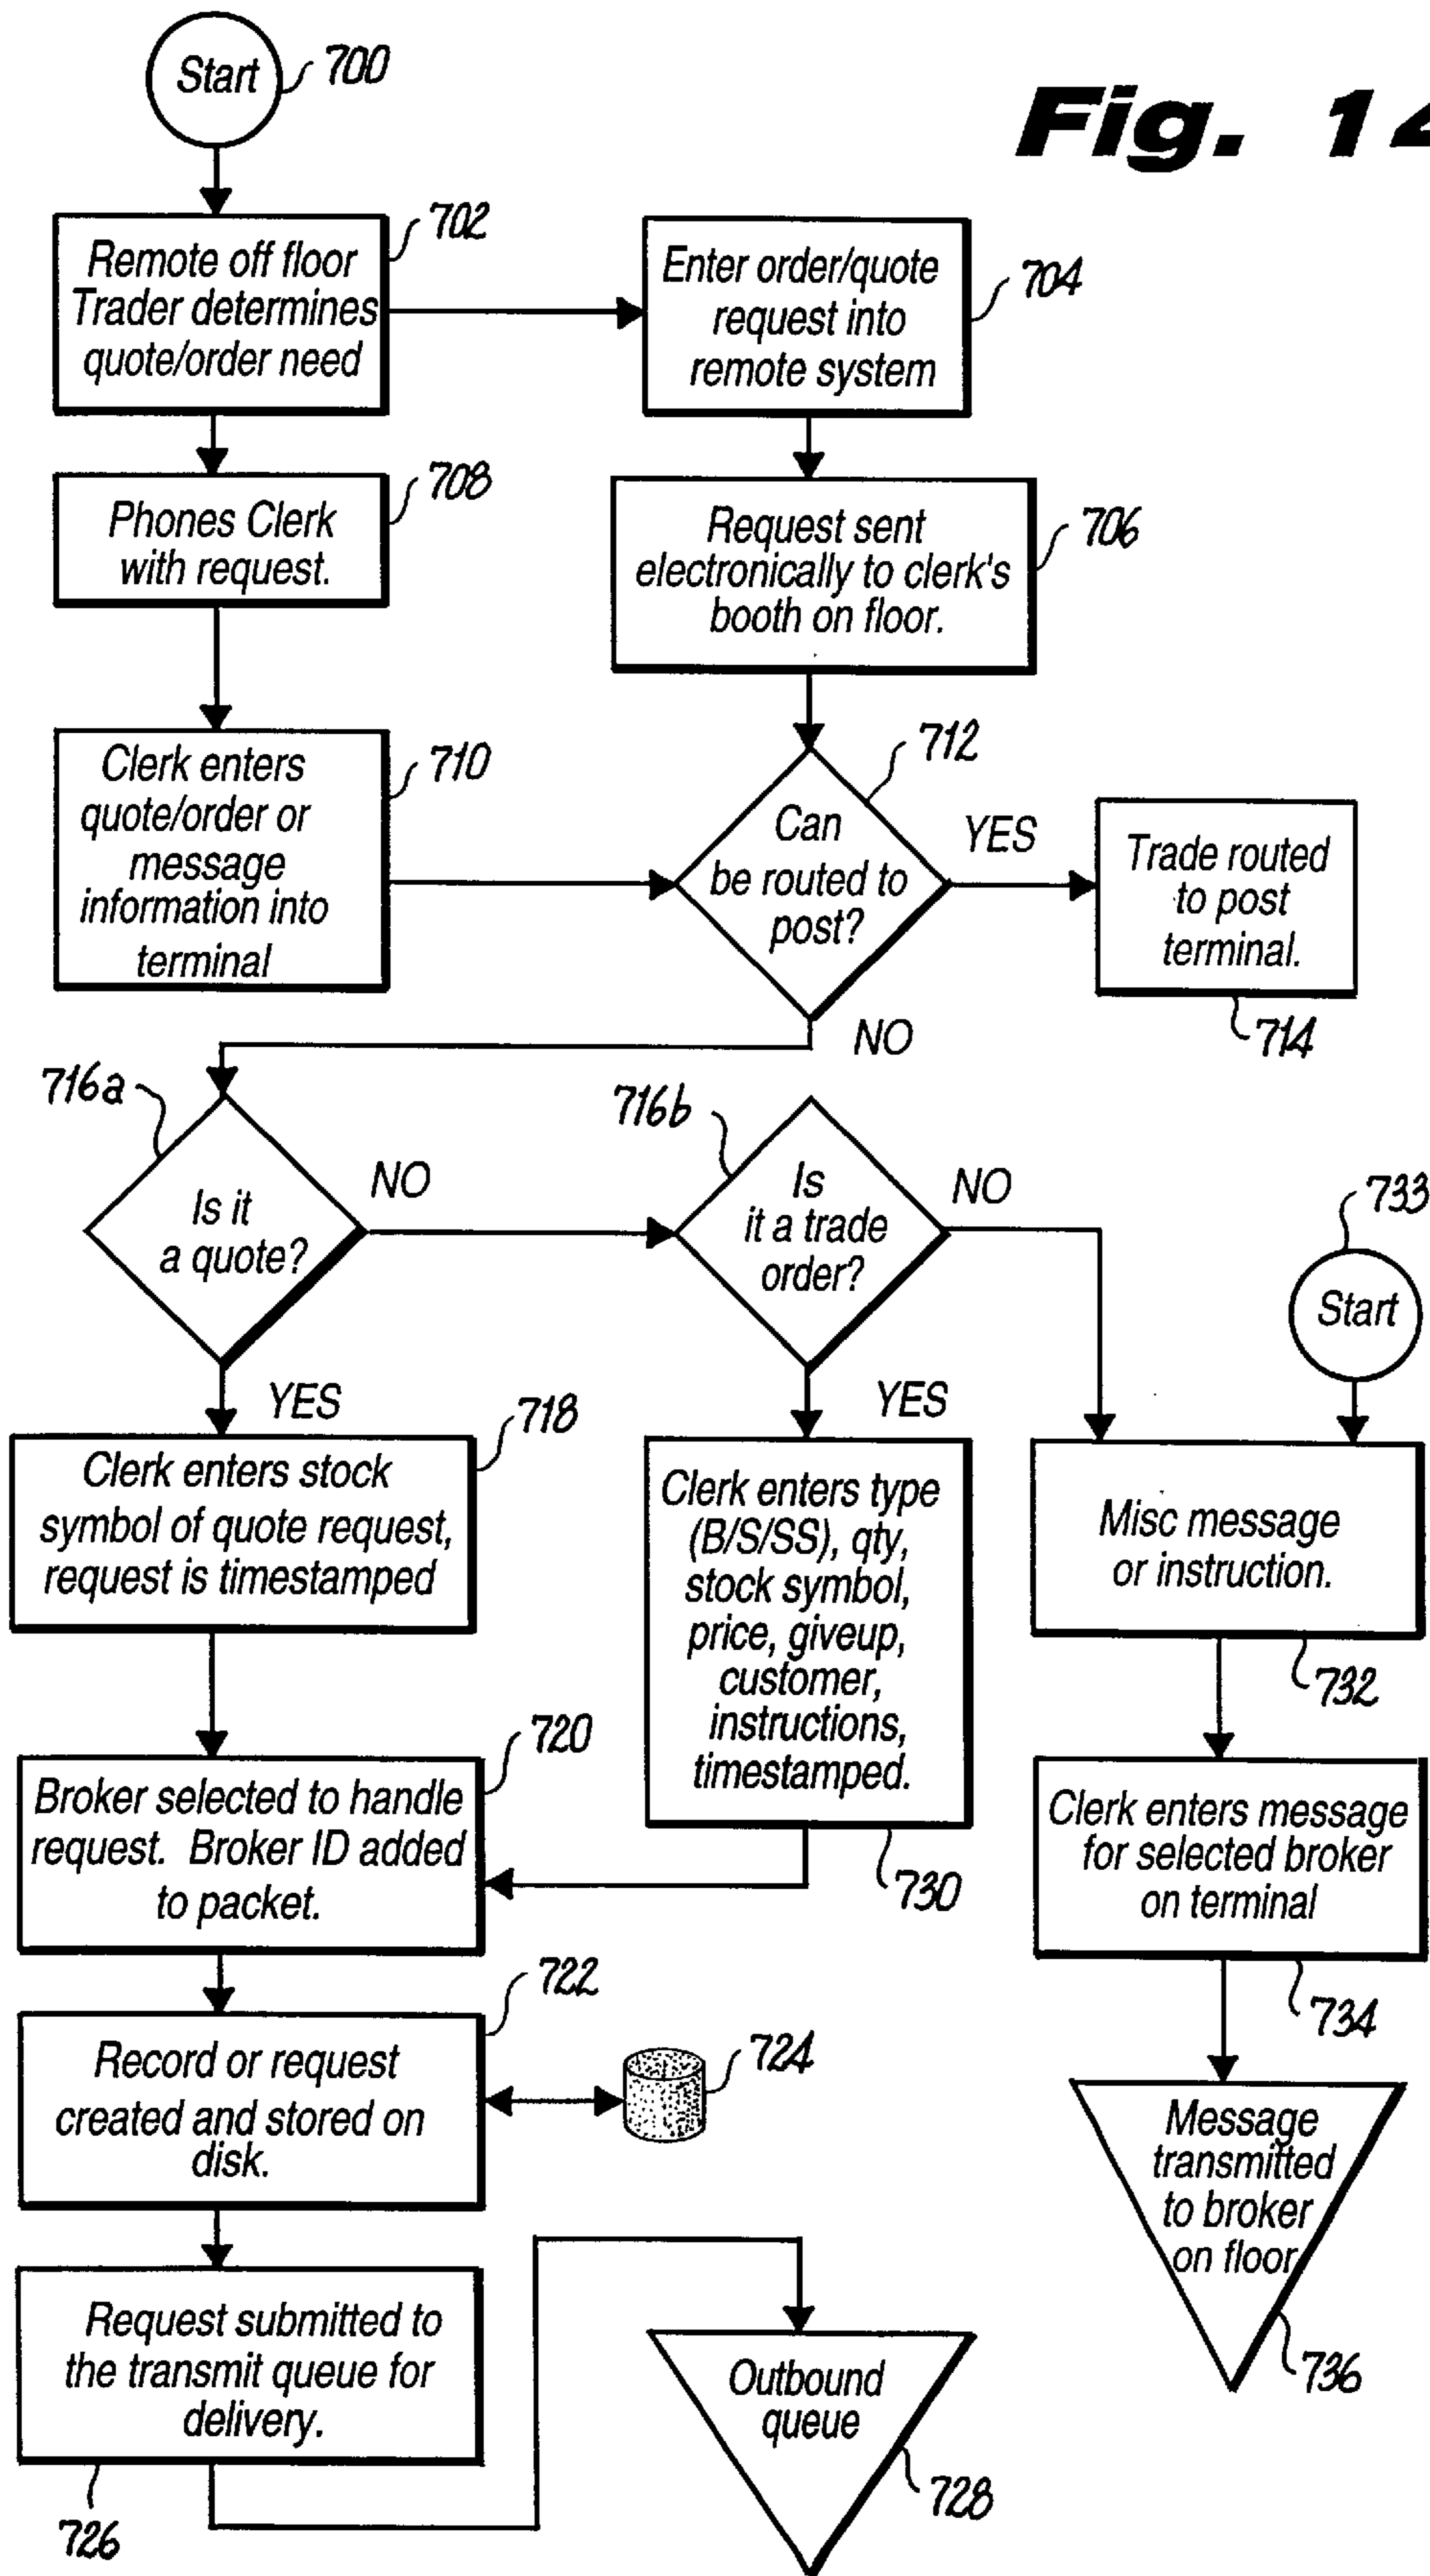 Start
700
Fig. 14
702
Remote off floor
Trader determines
quote/order need
Enter order/quote
request into
remote system
704
708
Phones Clerk
with request.
Request sent
electronically to clerk's
booth on floor.
706
Clerk enters
quote/order or
message
information into
terminal
710
712
Can
be routed to
post?
YES
Trade routed
to post
terminal.
714
NO
716a
Is it
a quote?
NO
716b
Is
it a trade
order?
NO
733
Start
YES
718
Clerk enters stock
symbol of quote request,
request is timestamped
YES
Clerk enters type
(B/S/SS), qty,
stock symbol,
price, giveup,
customer,
instructions,
timestamped.
730
Misc message
or instruction.
732
720
Broker selected to handle
request. Broker ID added
to packet.
Clerk enters message
for selected broker
on terminal
734
722
Record or request
created and stored on
disk.
724
Message
transmitted
to broker
on floor
736
Request submitted to
the transmit queue for
delivery.
726
Outbound
queue
728